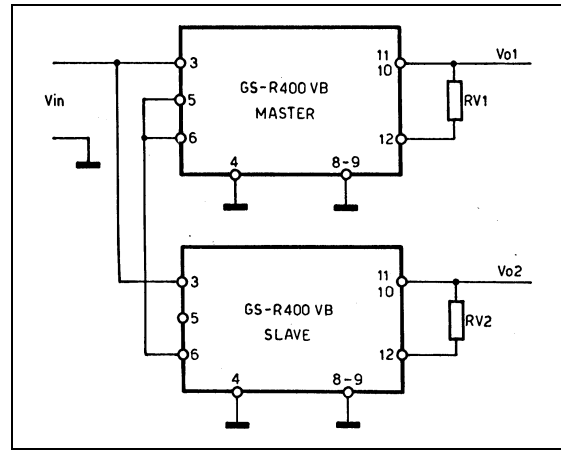 3
5
6
GS-R400 VB
MASTER
4
8-9
11
10
12
Vo1
RV1
Vin
3
5
6
GS-R400 VB
SLAVE
4
8-9
11
10
12
Vo2
RV2